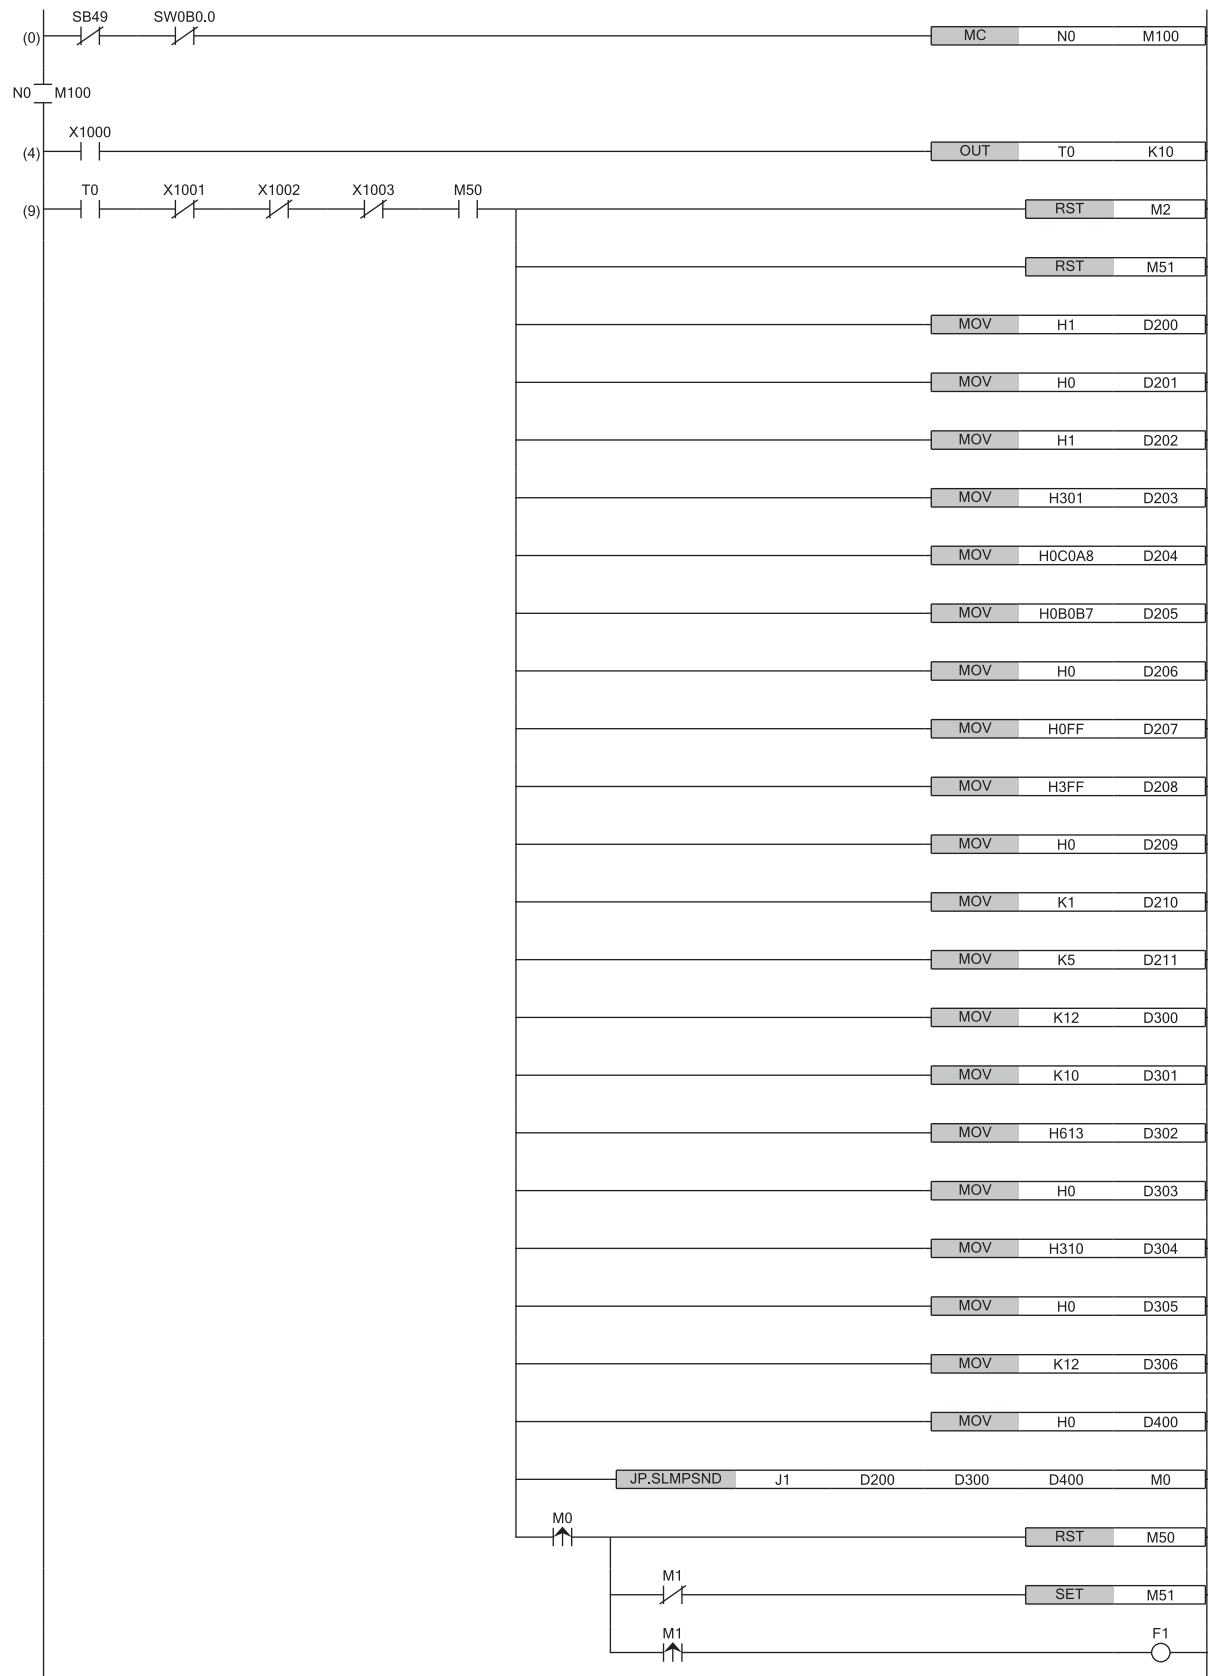 SB49 SW0B0.0
(0) MC N0 M100
N0 M100
X1000
(4) OUT T0 K10
T0 X1001 X1002 X1003 M50
(9) RST M2
RST M51
MOV H1 D200
MOV H0 D201
MOV H1 D202
MOV H301 D203
MOV H0C0A8 D204
MOV H0B0B7 D205
MOV H0 D206
MOV H0FF D207
MOV H3FF D208
MOV H0 D209
MOV K1 D210
MOV K5 D211
MOV K12 D300
MOV K10 D301
MOV H613 D302
MOV H0 D303
MOV H310 D304
MOV H0 D305
MOV K12 D306
MOV H0 D400
JP.SLMPSND J1 D200 D300 D400 M0
M0
RST M50
M1
SET M51
M1 F1